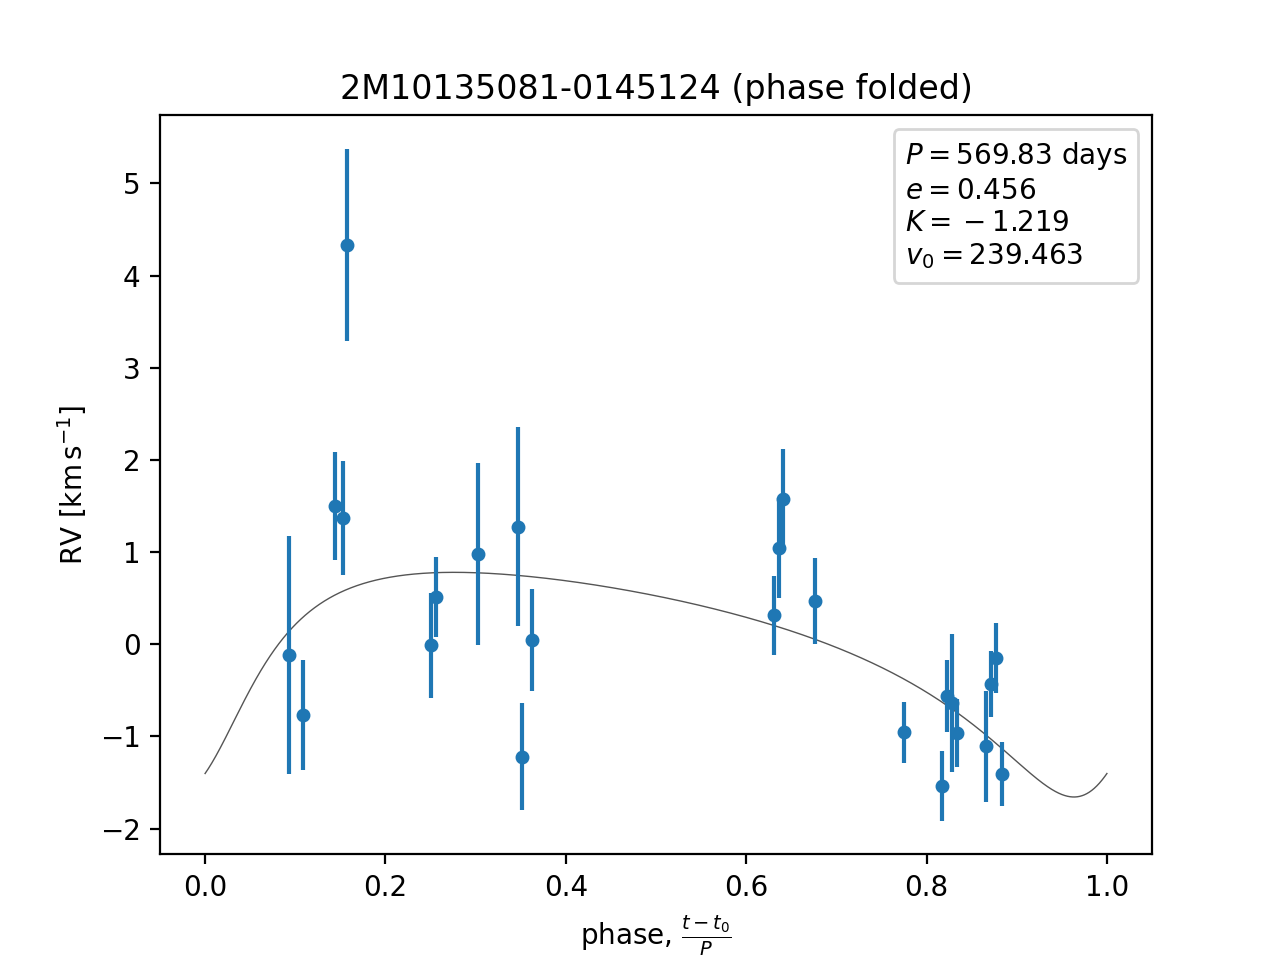 2M10135081-0145124 (phase folded)
P = 569.83 days
e = 0.456
K = −1.219
v₀ = 239.463
RV [km s⁻¹]
5
4
3
2
1
0
−1
−2
0.0 0.2 0.4 0.6 0.8 1.0
phase, (t − t₀)/P